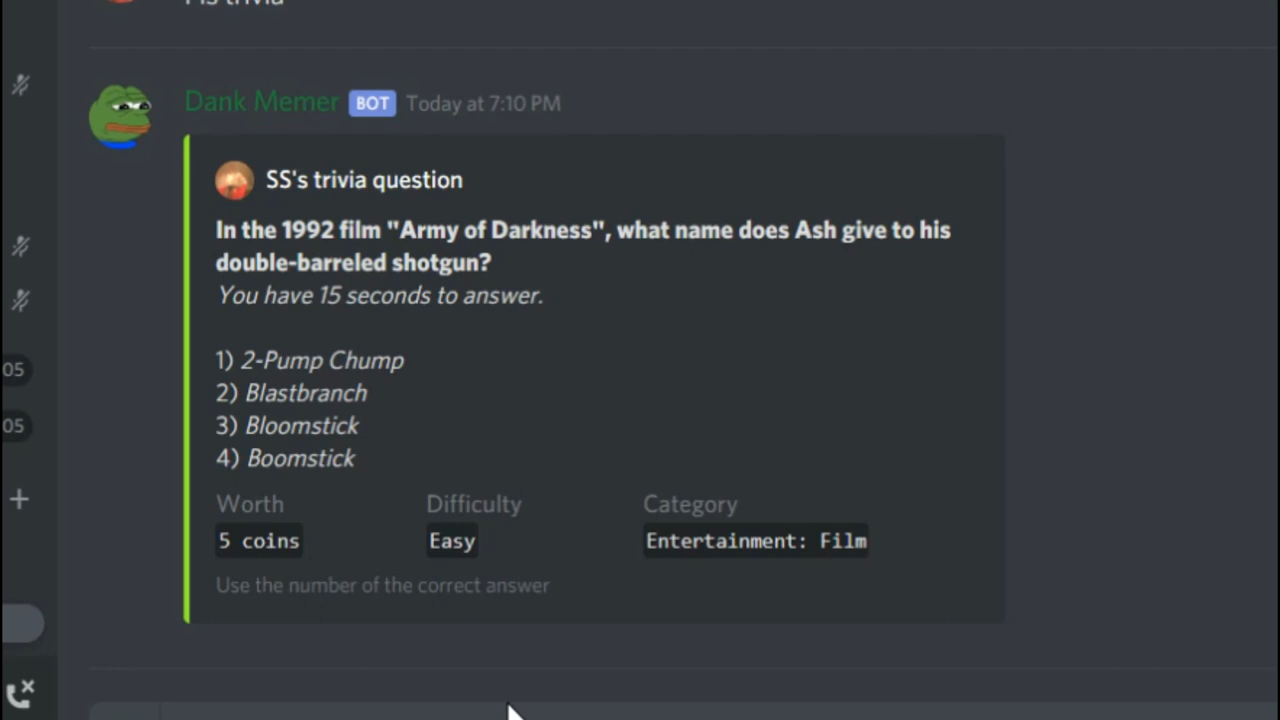 Dank Memer BOT Today at 7:10 PM
SS's trivia question
In the 1992 film "Army of Darkness", what name does Ash give to his
double-barreled shotgun?
You have 15 seconds to answer.
1) 2-Pump Chump
2) Blastbranch
3) Bloomstick
4) Boomstick
Worth Difficulty Category
5 coins Easy Entertainment: Film
Use the number of the correct answer
05
05